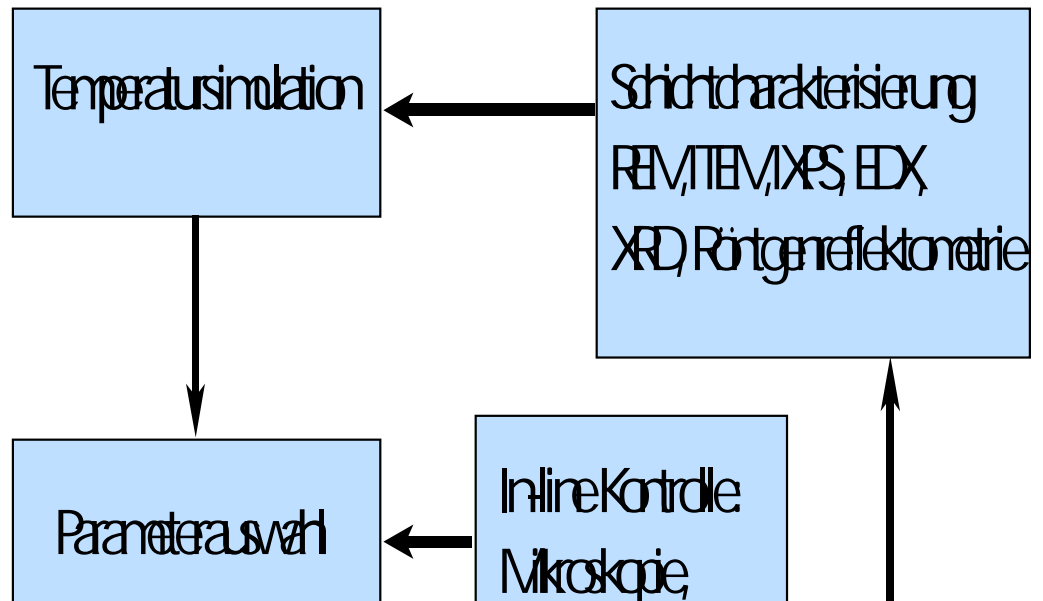 Temperatursimulation
Schichtcharakterisierung
REM, TEM, XPS, EDX,
XRD, Röntgenreflektometrie
Parameterauswahl
In-line Kontrolle:
Mikroskopie,